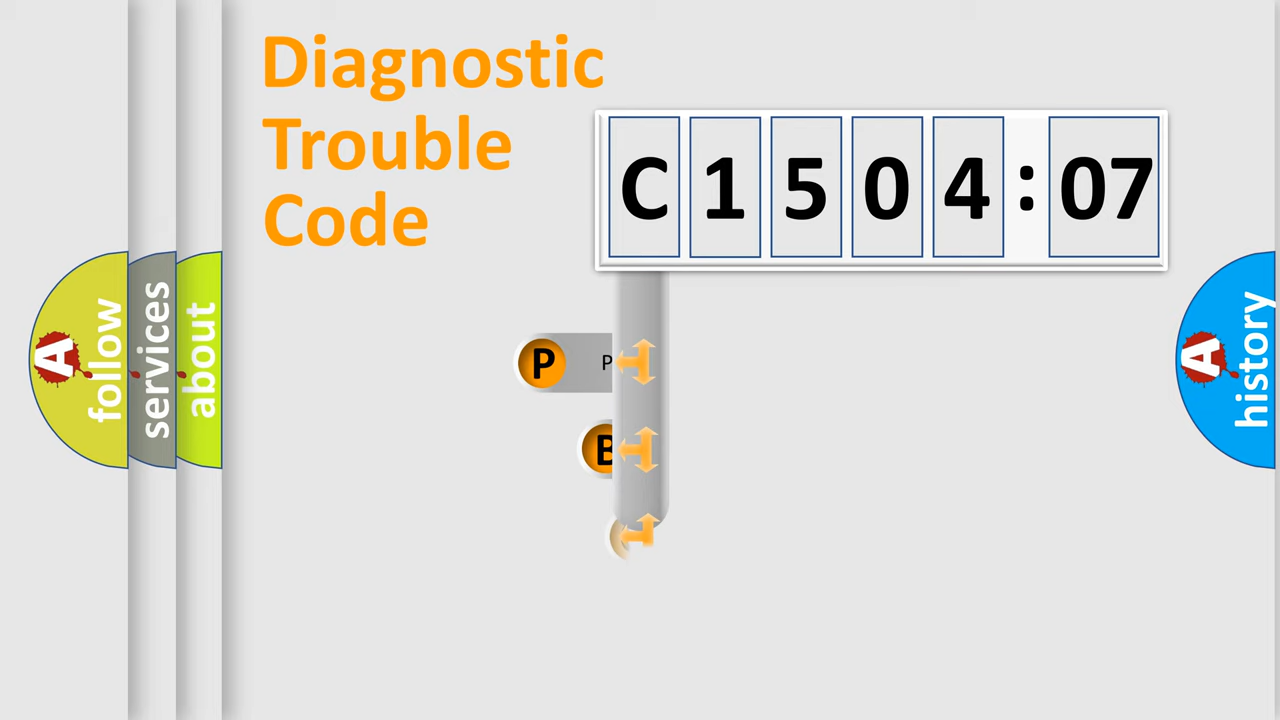 Diagnostic
Trouble
Code
C1504:07
P
P
B
A
follow
services
about
A
history